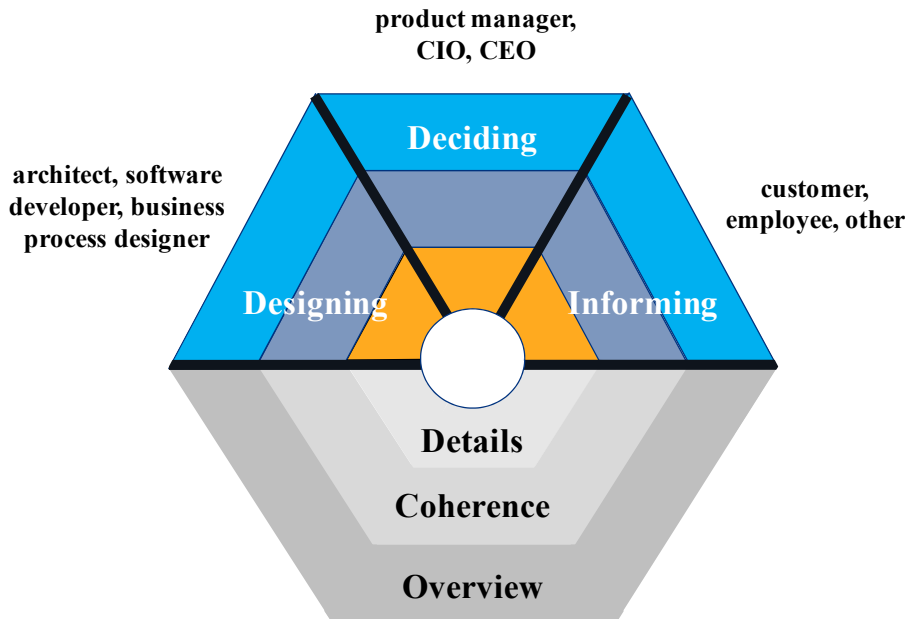 product manager,
CIO, CEO
Deciding
architect, software
developer, business
process designer
customer,
employee, other
Designing
Informing
Details
Coherence
Overview